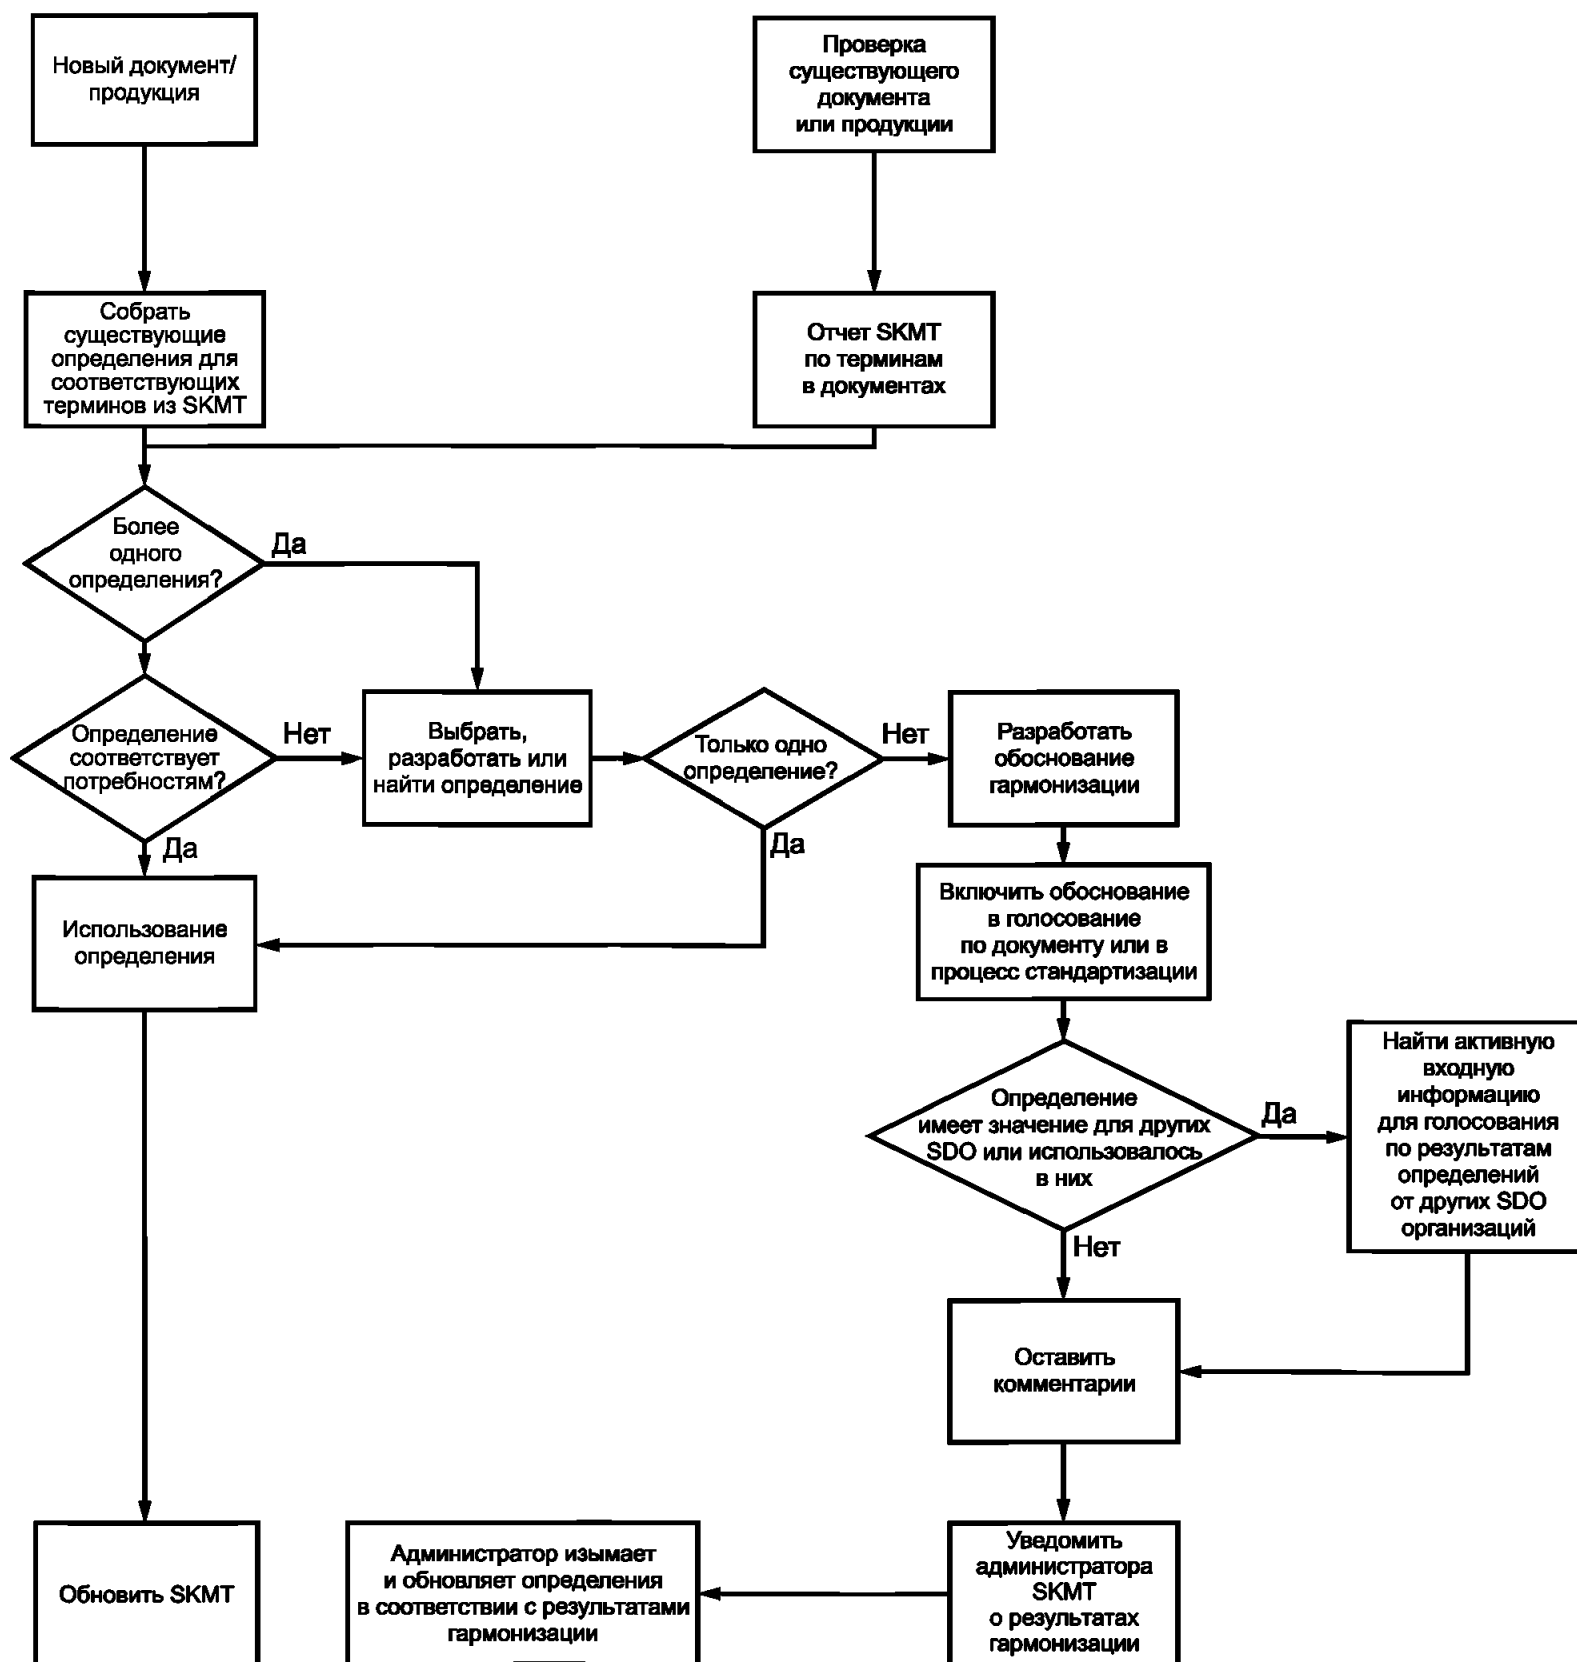 Новый документ/
продукция
Проверка
существующего
документа
или продукции
Собрать
существующие
определения для
соответствующих
терминов из SKMT
Отчет SKMT
по терминам
в документах
Более
одного
определения?
Да
Определение
соответствует
потребностям?
Нет
Выбрать,
разработать или
найти определение
Только одно
определение?
Нет
Разработать
обоснование
гармонизации
Да
Да
Использование
определения
Включить обоснование
в голосование
по документу или в
процесс стандартизации
Определение
имеет значение для других
SDO или использовалось
в них
Да
Найти активную
входную
информацию
для голосования
по результатам
определений
от других SDO
организаций
Нет
Оставить
комментарии
Обновить SKMT
Администратор изымает
и обновляет определения
в соответствии с результатами
гармонизации
Уведомить
администратора
SKMT
о результатах
гармонизации